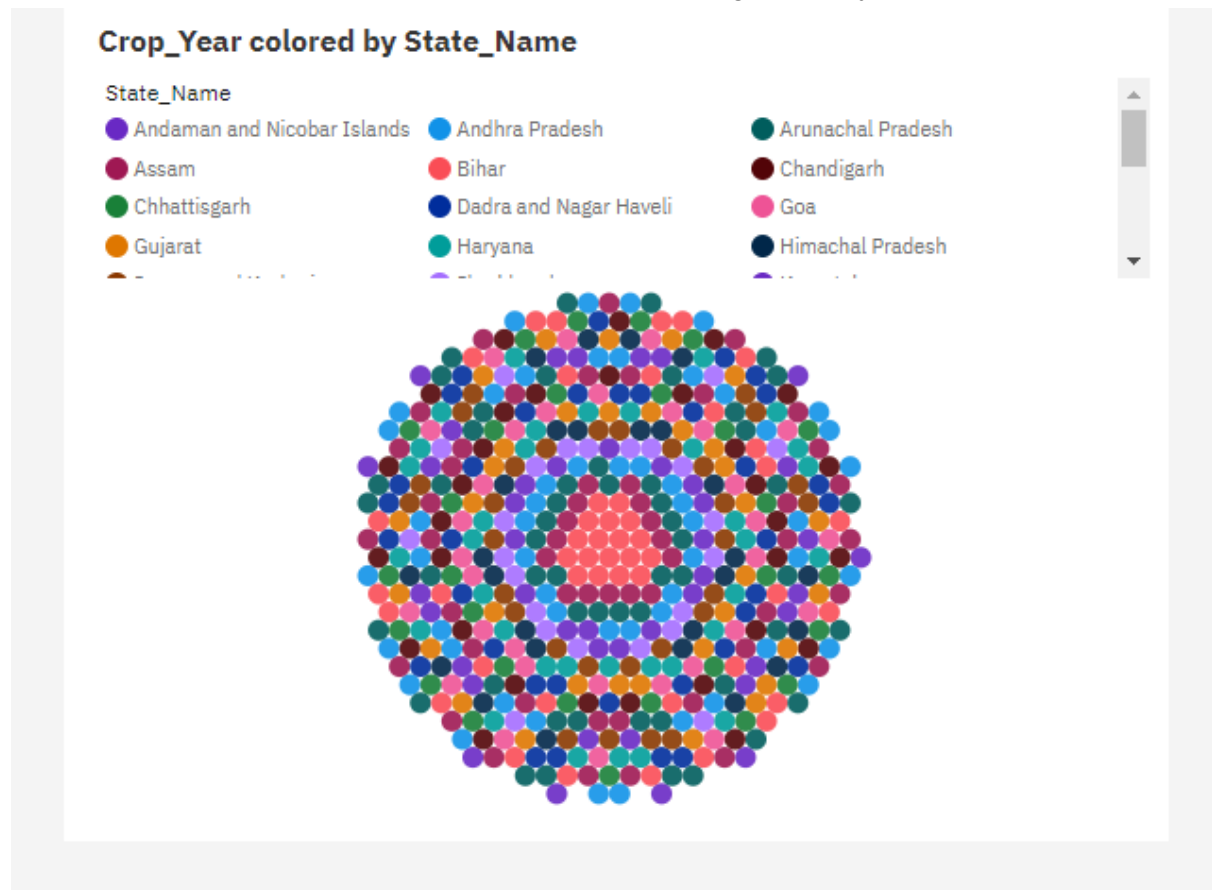 Crop_Year colored by State_Name
State_Name
Andaman and Nicobar Islands Andhra Pradesh Arunachal Pradesh
Assam Bihar Chandigarh
Chhattisgarh Dadra and Nagar Haveli Goa
Gujarat Haryana Himachal Pradesh